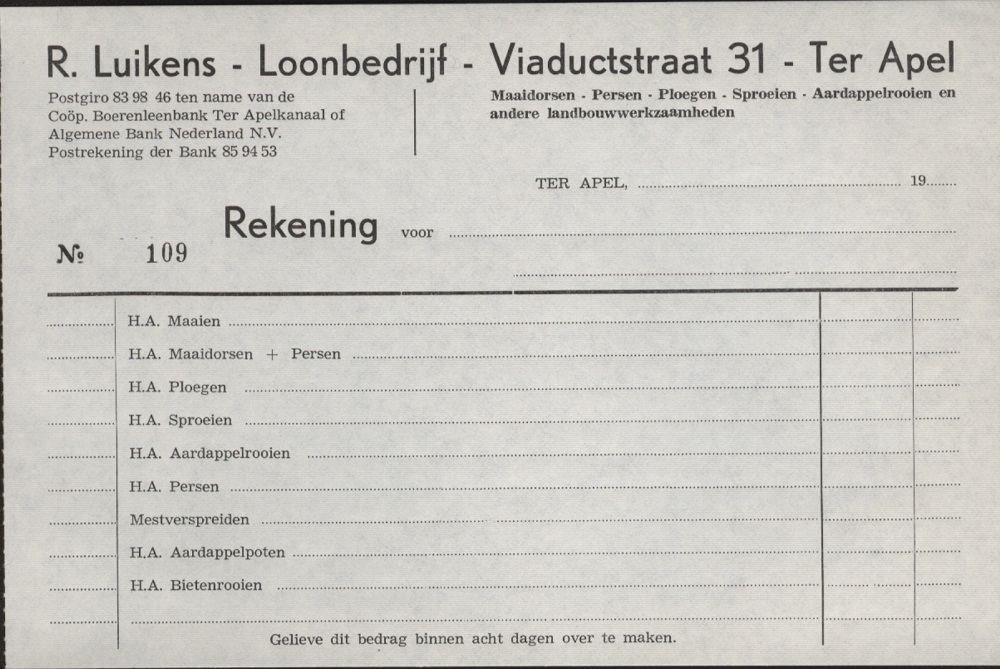 R. Luikens - Loonbedrijf - Viaductstraat 31 - Ter Apel
Postgiro 83 98 46 ten name van de
Coöp. Boerenleenbank Ter Apelkanaal of
Algemene Bank Nederland N.V.
Postrekening der Bank 85 94 53
Maaidorsen - Persen - Ploegen - Sproeien - Aardappelrooien en
andere landbouwwerkzaamheden
TER APEL, 19
Rekening voor
№ 109
H.A. Maaien
H.A. Maaidorsen + Persen
H.A. Ploegen
H.A. Sproeien
H.A. Aardappelrooien
H.A. Persen
Mestverspreiden
H.A. Aardappelpoten
H.A. Bietenrooien
Gelieve dit bedrag binnen acht dagen over te maken.